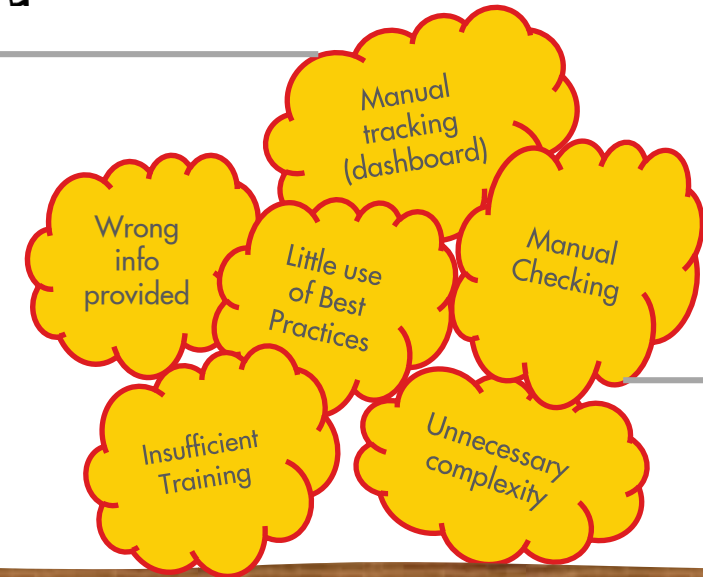 Manual
tracking
(dashboard)
Wrong
info
provided
Little use
of Best
Practices
Manual
Checking
Insufficient
Training
Unnecessary
complexity